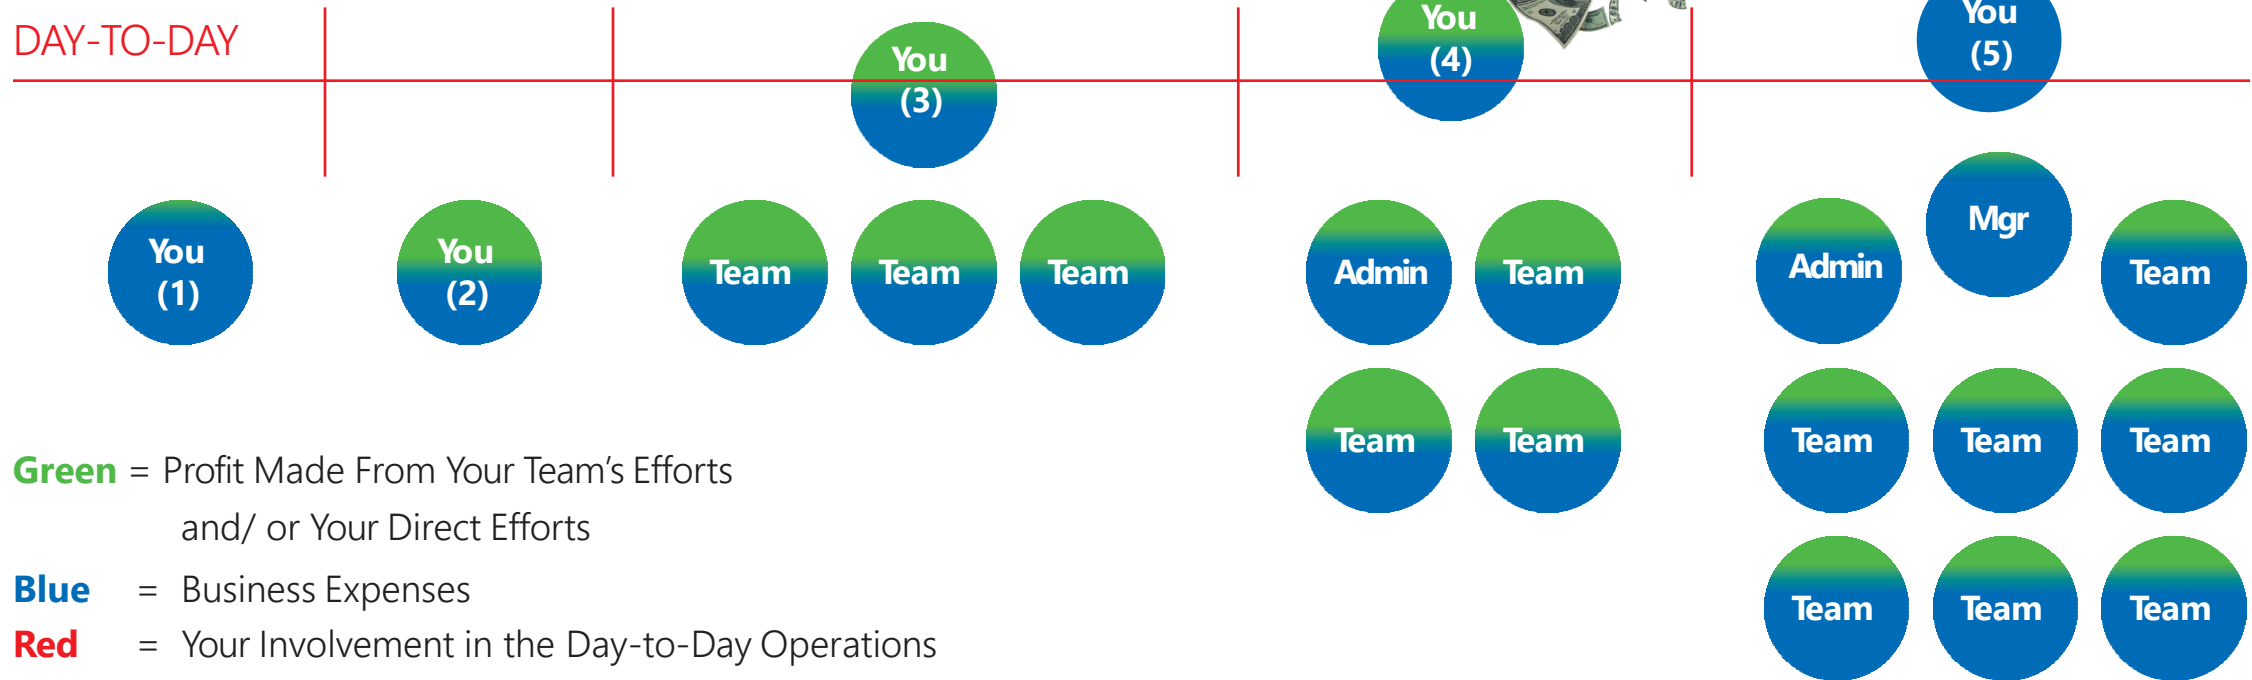 DAY-TO-DAY
You
(3)
You
(4)
You
(5)
You
(1)
You
(2)
Team
Team
Team
Admin
Team
Team
Team
Admin
Mgr
Team
Team
Team
Team
Team
Team
Team
Green = Profit Made From Your Team’s Efforts
and/ or Your Direct Efforts
Blue = Business Expenses
Red = Your Involvement in the Day-to-Day Operations